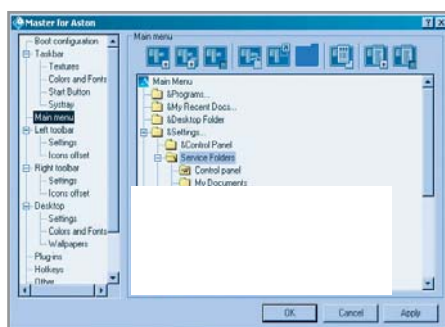 Master for Aston
Boot configuration
Taskbar
Textures
Colors and Fonts
Start Button
Systray
Main menu
Left toolbar
Settings
Icons offset
Right toolbar
Settings
Icons offset
Desktop
Settings
Colors and Fonts
Wallpapers
Plug-ins
Hotkeys
Other
Main menu
Main Menu
&Programs...
&My Recent Docs...
&Desktop Folder
&Settings...
&Control Panel
Service Folders
Control panel
My Documents
OK Cancel Apply